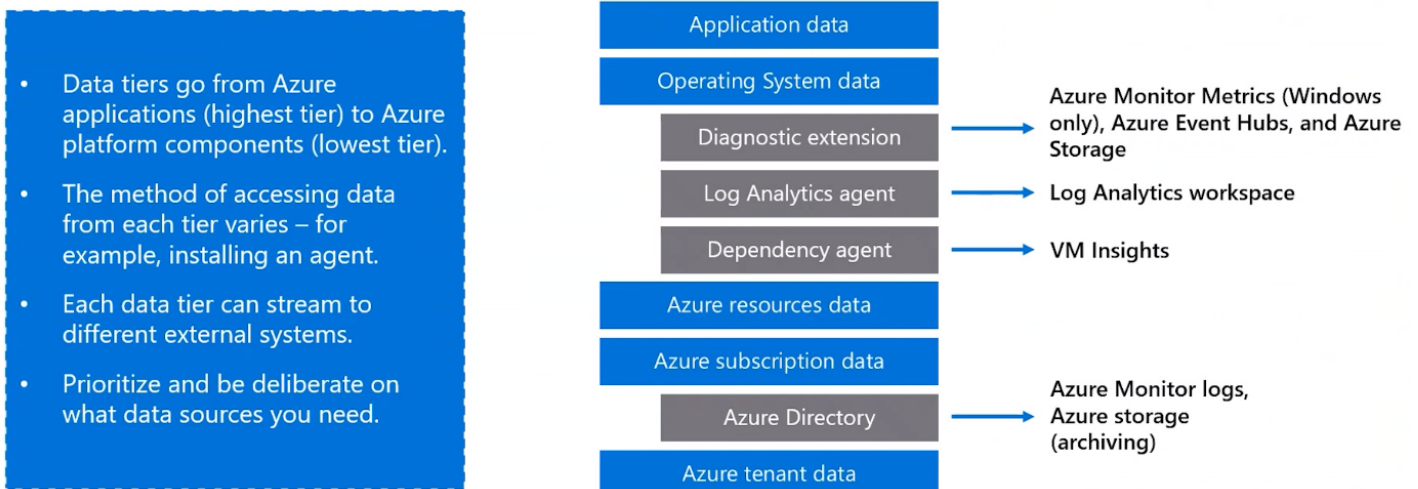 • Data tiers go from Azure
applications (highest tier) to Azure
platform components (lowest tier).
• The method of accessing data
from each tier varies – for
example, installing an agent.
• Each data tier can stream to
different external systems.
• Prioritize and be deliberate on
what data sources you need.
Application data
Operating System data
Diagnostic extension
Azure Monitor Metrics (Windows
only), Azure Event Hubs, and Azure
Storage
Log Analytics agent
Log Analytics workspace
Dependency agent
VM Insights
Azure resources data
Azure subscription data
Azure Directory
Azure Monitor logs,
Azure storage
(archiving)
Azure tenant data